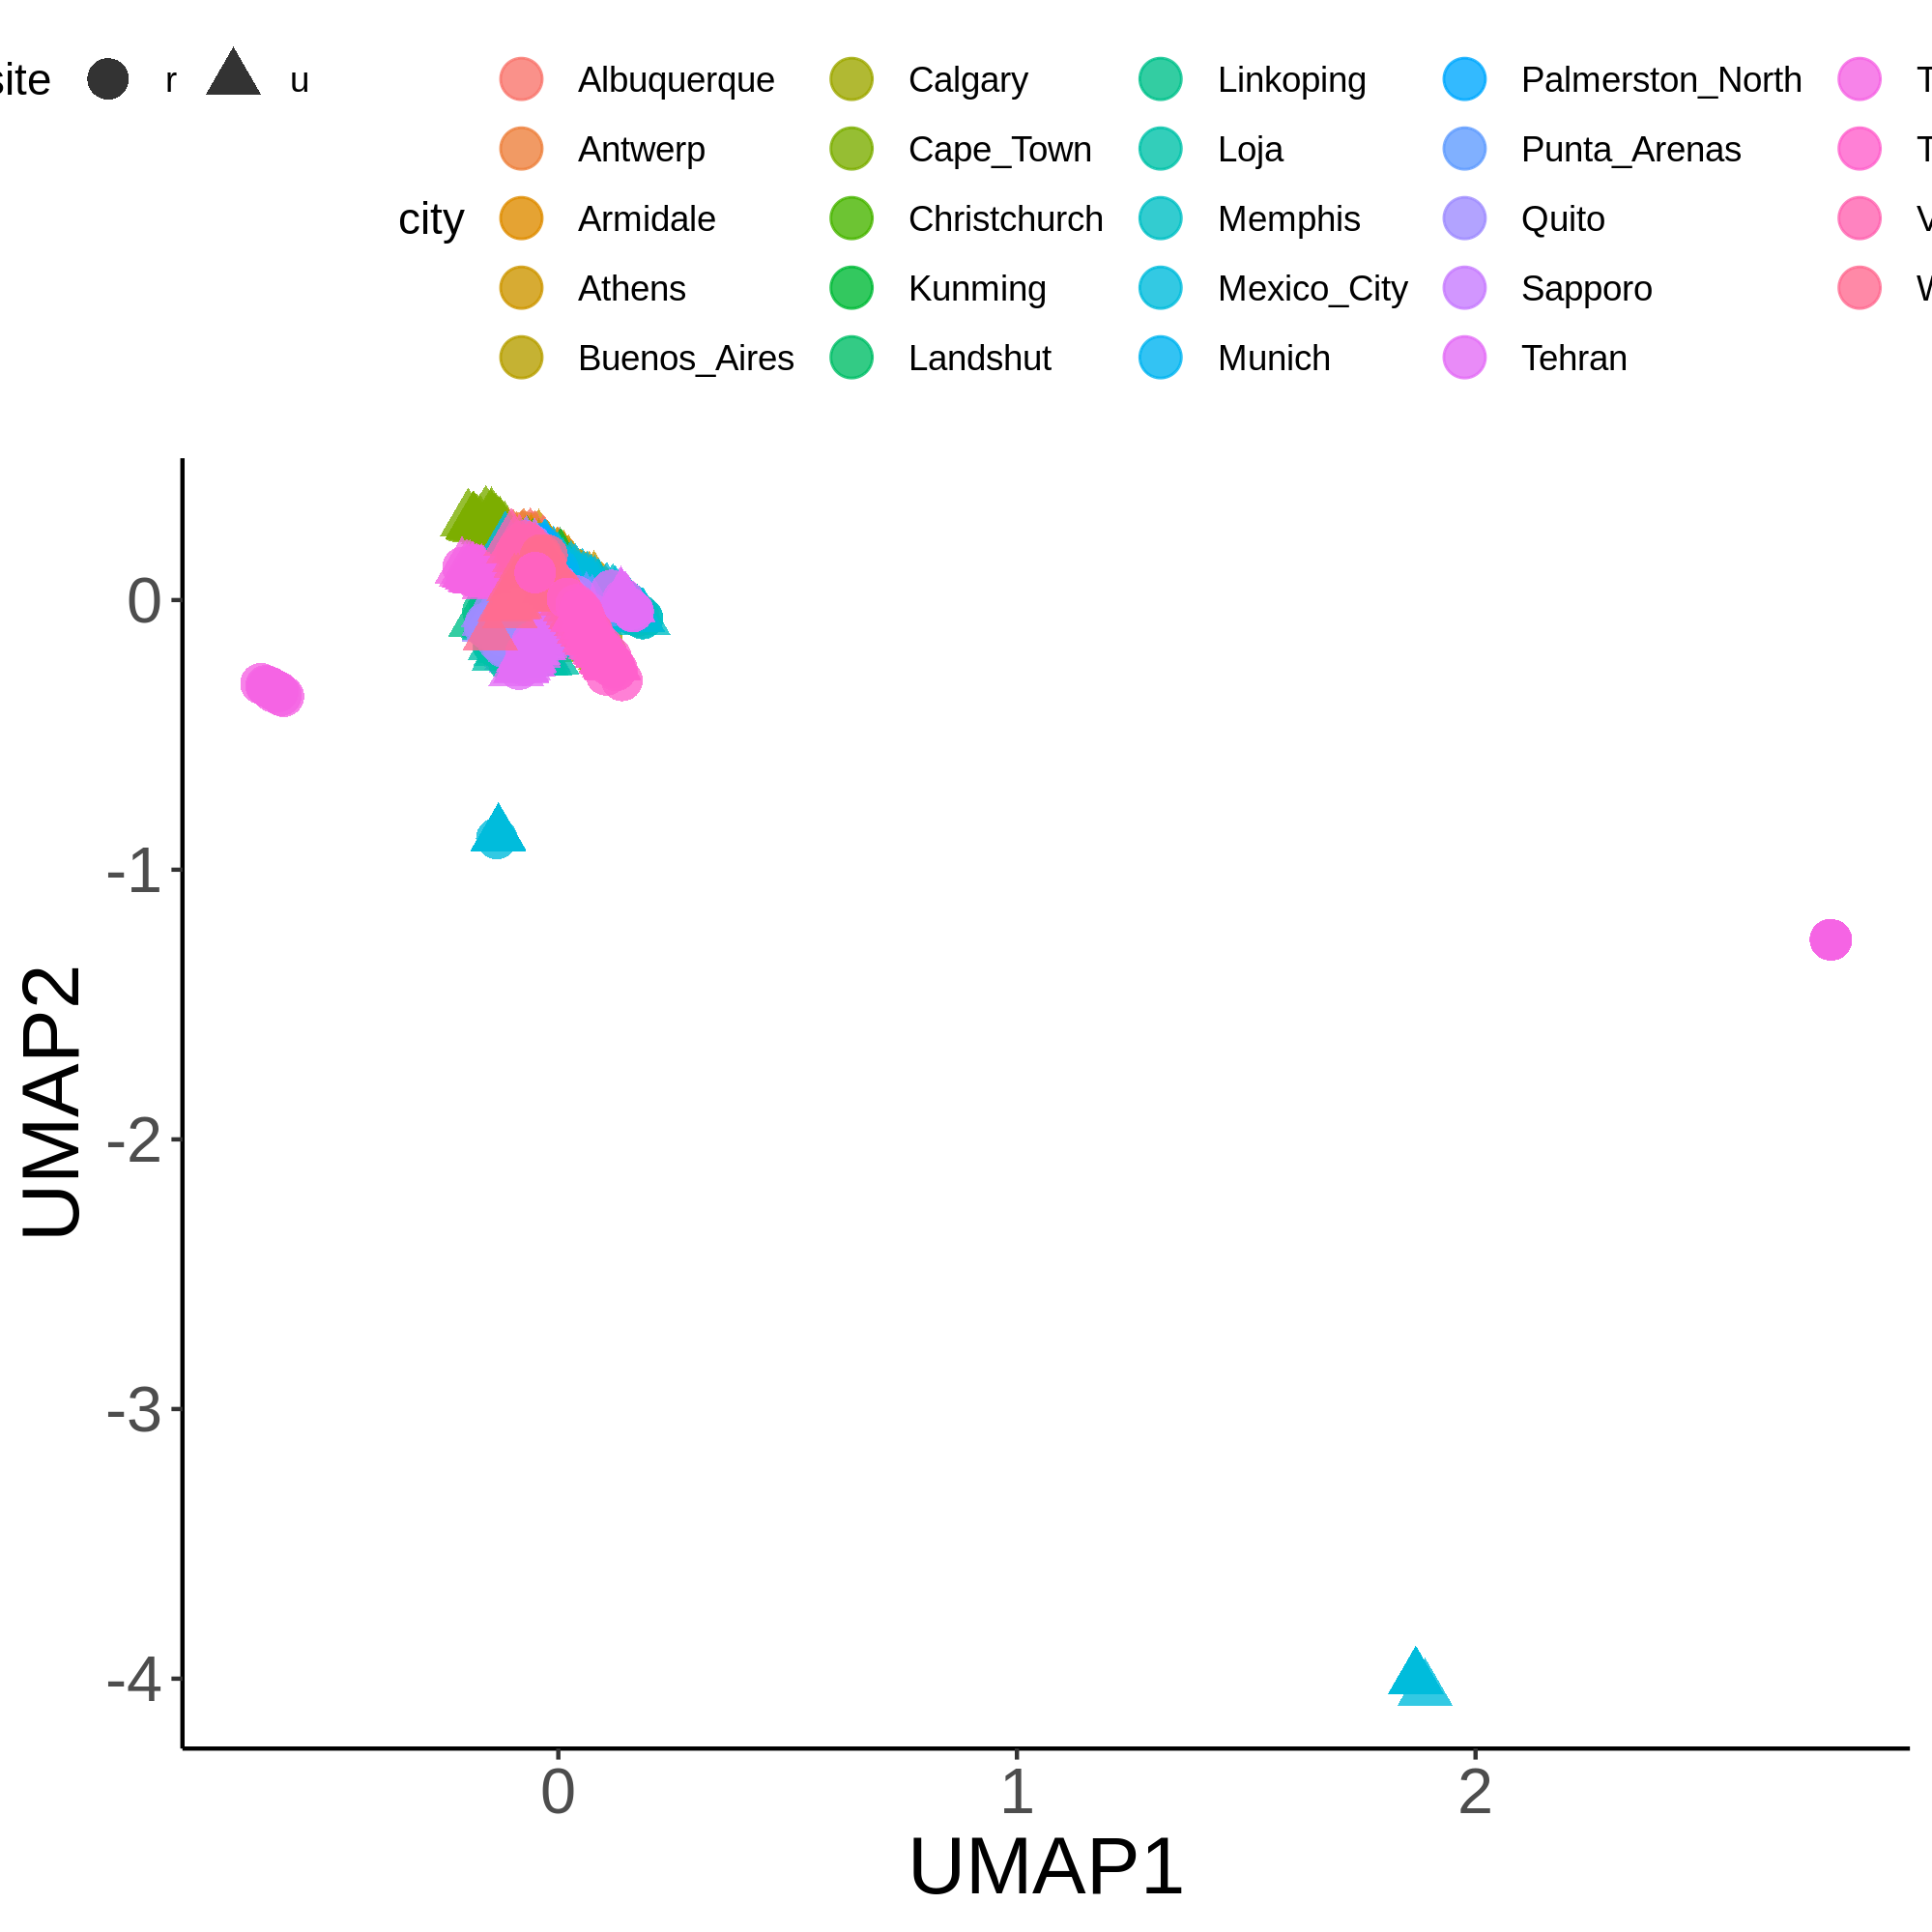 site r u
Albuquerque Calgary Linkoping Palmerston_North
Antwerp Cape_Town Loja Punta_Arenas
city Armidale Christchurch Memphis Quito
Athens Kunming Mexico_City Sapporo
Buenos_Aires Landshut Munich Tehran
UMAP2
0
-1
-2
-3
-4
0 1 2
UMAP1